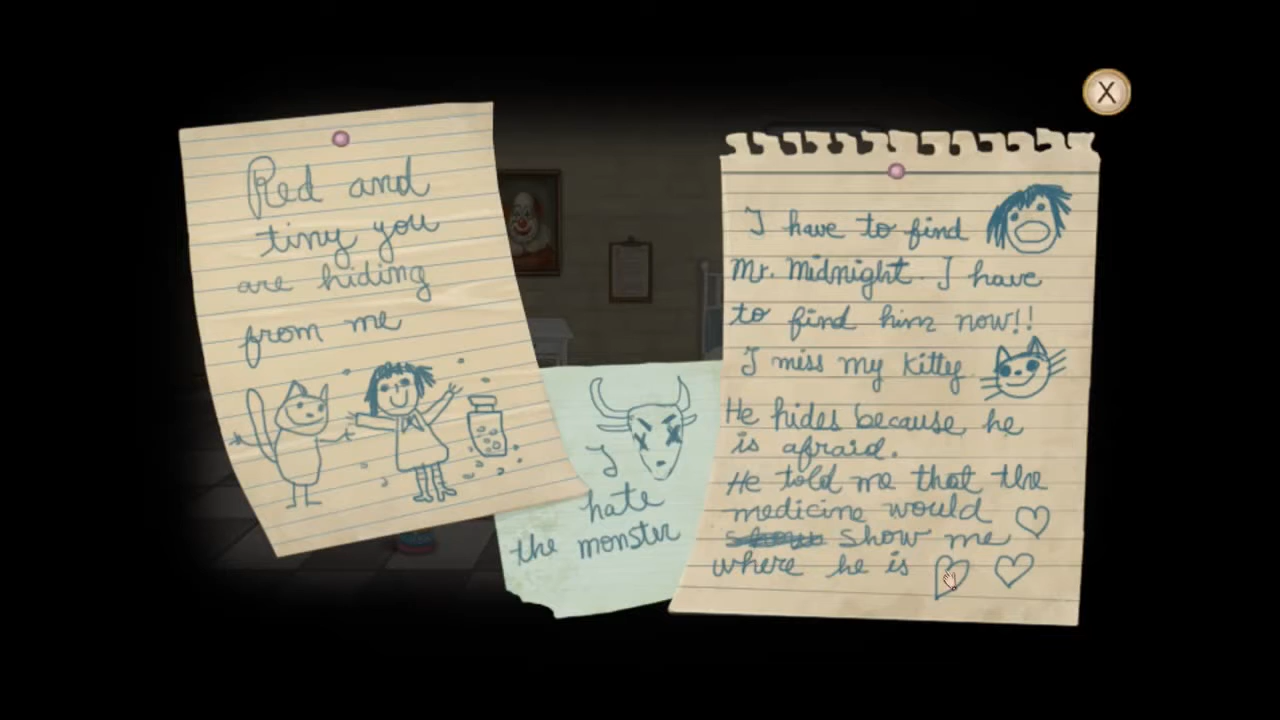 Red and
tiny you
are hiding
from me
I
hate
the monster
I have to find
Mr. Midnight. I have
to find him now!!
I miss my Kitty
He hides because he
is afraid.
He told me that the
medicine would
show me
where he is
X